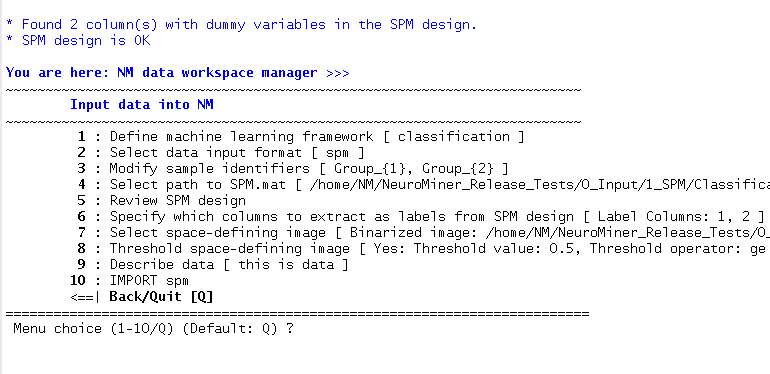 * Found 2 column(s) with dummy variables in the SPM design.
* SPM design is OK
You are here: NM data workspace manager >>>
~~~~~~~~~~~~~~~~~~~~~~~~~~~~~~~~~~~~~~~~~~~~~~~~~~~~~~~~~~~~~~~~~~~~~~~~
Input data into NM
~~~~~~~~~~~~~~~~~~~~~~~~~~~~~~~~~~~~~~~~~~~~~~~~~~~~~~~~~~~~~~~~~~~~~~~~
1 : Define machine learning framework [ classification ]
2 : Select data input format [ spm ]
3 : Modify sample identifiers [ Group_{1}, Group_{2} ]
4 : Select path to SPM.mat [ /home/NM/NeuroMiner_Release_Tests/0_Input/1_SPM/Classifica
5 : Review SPM design
6 : Specify which columns to extract as labels from SPM design [ Label Columns: 1, 2 ]
7 : Select space-defining image [ Binarized image: /home/NM/NeuroMiner_Release_Tests/0_
8 : Threshold space-defining image [ Yes: Threshold value: 0.5, Threshold operator: ge
9 : Describe data [ this is data ]
10 : IMPORT spm
<==| Back/Quit [Q]
=========================================================================
Menu choice (1-10/Q) (Default: Q) ?